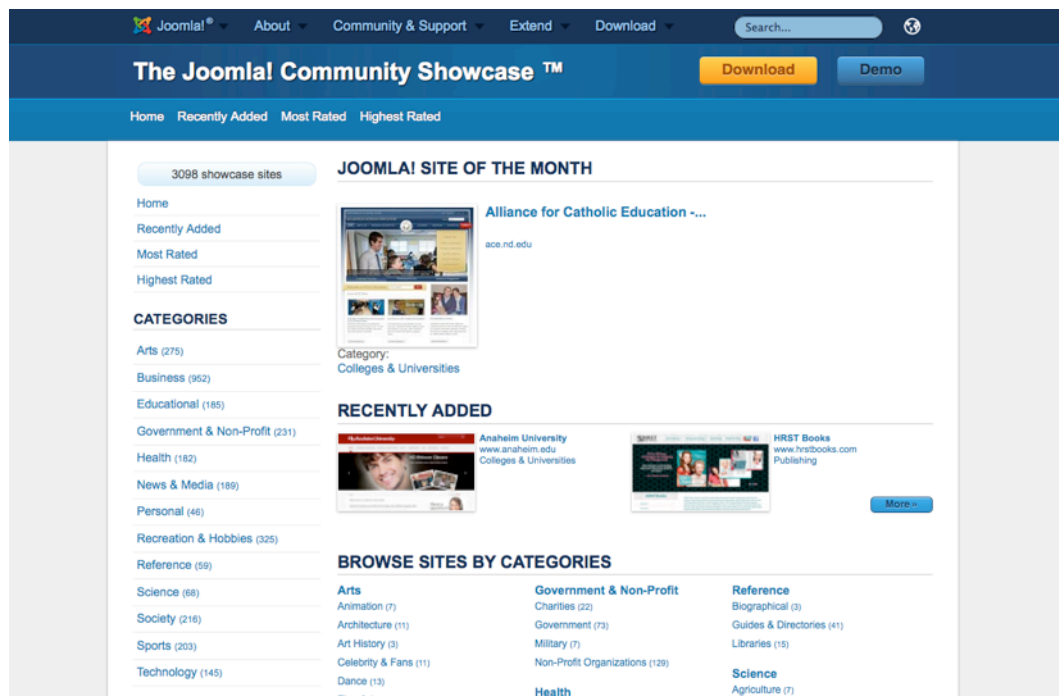 Joomla!® About Community & Support Extend Download Search...
The Joomla! Community Showcase ™ Download Demo
Home Recently Added Most Rated Highest Rated
3098 showcase sites
Home
Recently Added
Most Rated
Highest Rated
CATEGORIES
Arts (275)
Business (952)
Educational (185)
Government & Non-Profit (231)
Health (182)
News & Media (189)
Personal (46)
Recreation & Hobbies (325)
Reference (59)
Science (68)
Society (216)
Sports (203)
Technology (145)
JOOMLA! SITE OF THE MONTH
Alliance for Catholic Education -...
ace.nd.edu
Category:
Colleges & Universities
RECENTLY ADDED
Anaheim University
www.anaheim.edu
Colleges & Universities
HRST Books
www.hrstbooks.com
Publishing
More »
BROWSE SITES BY CATEGORIES
Arts
Animation (7)
Architecture (11)
Art History (3)
Celebrity & Fans (11)
Dance (13)
Government & Non-Profit
Charities (22)
Government (73)
Military (7)
Non-Profit Organizations (129)
Health
Reference
Biographical (3)
Guides & Directories (41)
Libraries (15)
Science
Agriculture (7)